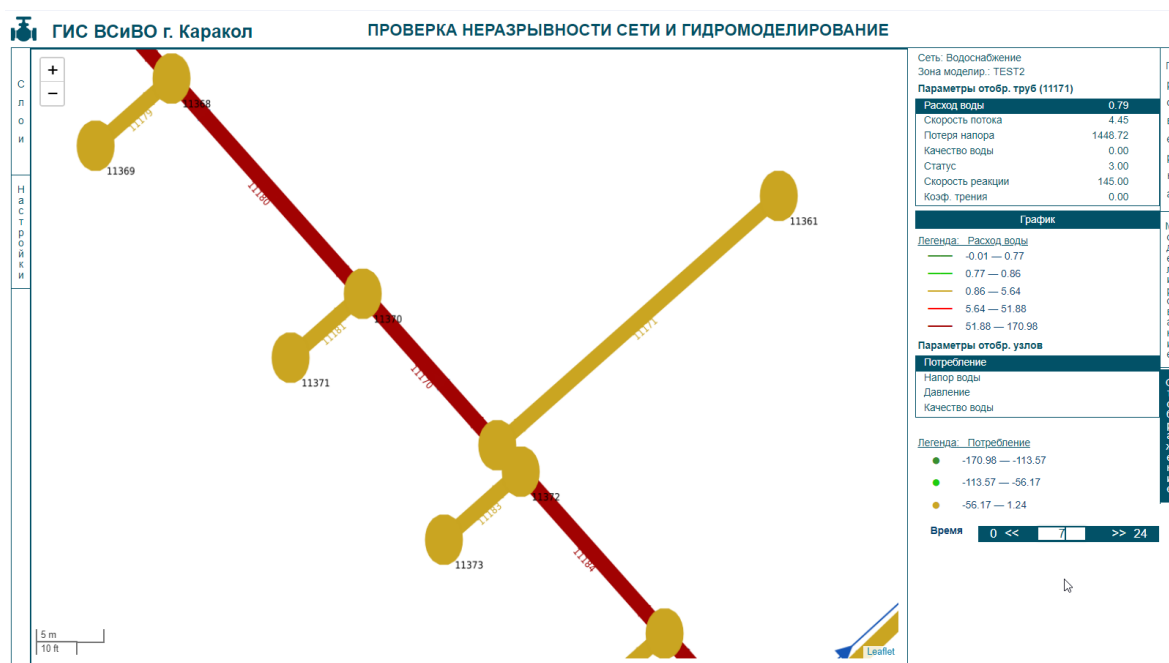 ГИС ВСиВО г. Каракол
ПРОВЕРКА НЕРАЗРЫВНОСТИ СЕТИ И ГИДРОМОДЕЛИРОВАНИЕ
Слои
Настройки
+
−
11368
11179
11369
11180
11361
11370
11181
11371
11170
11171
11372
11183
11373
11184
5 m
10 ft
Leaflet
Сеть: Водоснабжение
Зона моделир.: TEST2
Параметры отобр. труб (11171)
Расход воды 0.79
Скорость потока 4.45
Потеря напора 1448.72
Качество воды 0.00
Статус 3.00
Скорость реакции 145.00
Коэф. трения 0.00
График
Легенда: Расход воды
-0.01 — 0.77
0.77 — 0.86
0.86 — 5.64
5.64 — 51.88
51.88 — 170.98
Параметры отобр. узлов
Потребление
Напор воды
Давление
Качество воды
Легенда: Потребление
-170.98 — -113.57
-113.57 — -56.17
-56.17 — 1.24
Время 0 << 7 >> 24